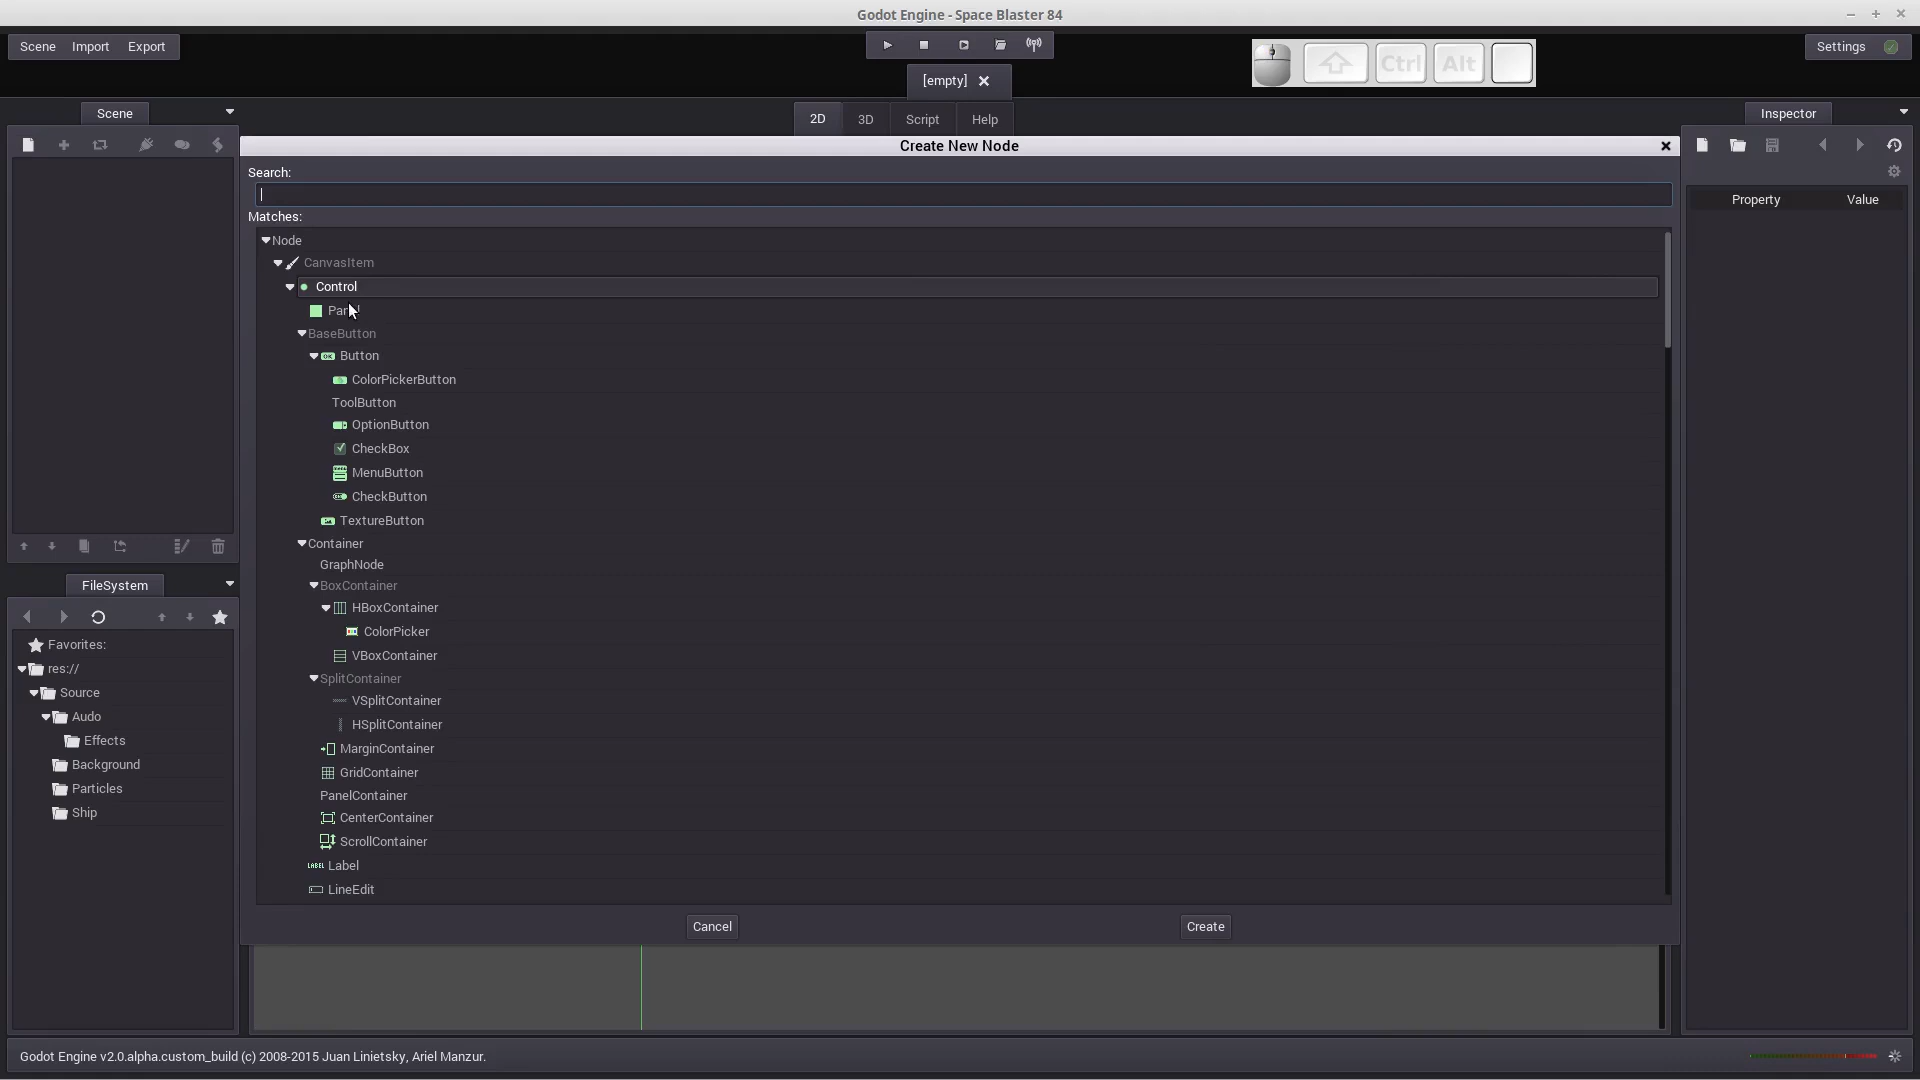 Godot Engine - Space Blaster 84
Scene Import Export
Settings
Ctrl Alt
[empty]
Scene
2D 3D Script Help
Inspector
Create New Node
Search:
Matches:
Property Value
Node
CanvasItem
Control
BaseButton
Button
ColorPickerButton
ToolButton
OptionButton
CheckBox
MenuButton
CheckButton
TextureButton
Container
GraphNode
BoxContainer
HBoxContainer
ColorPicker
VBoxContainer
SplitContainer
VSplitContainer
HSplitContainer
MarginContainer
GridContainer
PanelContainer
CenterContainer
ScrollContainer
LABEL Label
LineEdit
Cancel Create
FileSystem
Favorites:
res://
Source
Audo
Effects
Background
Particles
Ship
Godot Engine v2.0.alpha.custom_build (c) 2008-2015 Juan Linietsky, Ariel Manzur.